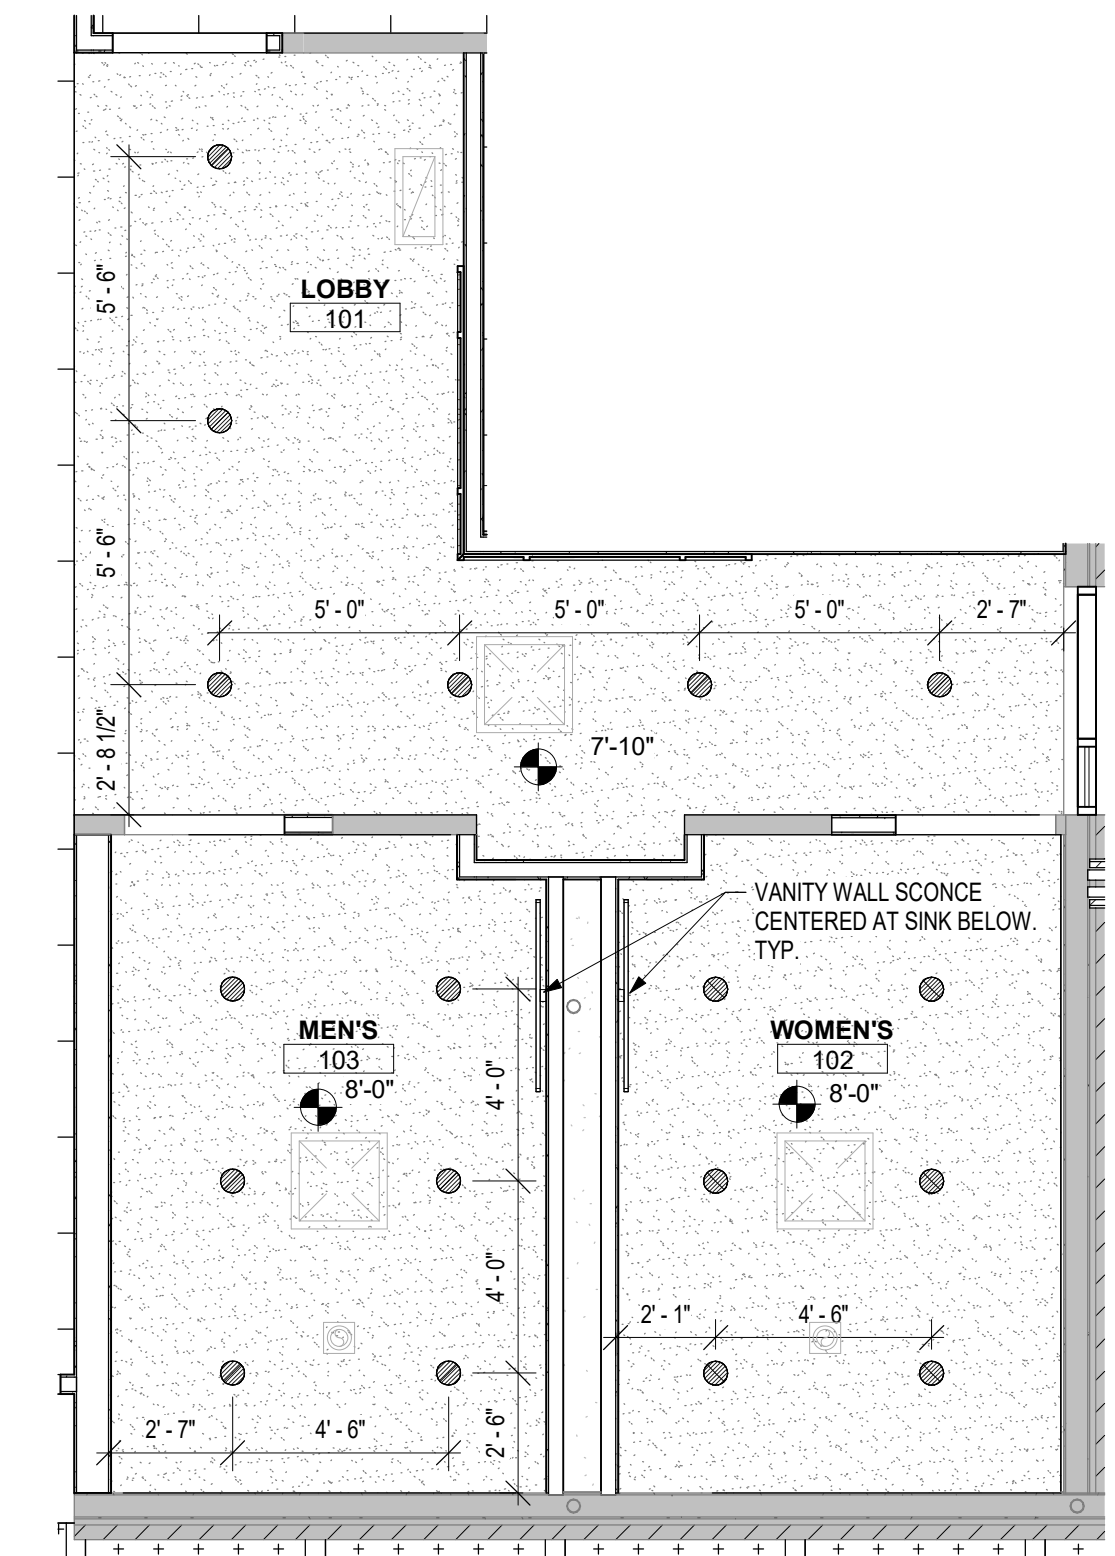 5' - 6"
LOBBY
101
5' - 6"
5' - 0"
5' - 0"
5' - 0"
2' - 7"
2' - 8 1/2"
7'-10"
VANITY WALL SCONCE
CENTERED AT SINK BELOW.
TYP.
MEN'S
103
8'-0"
WOMEN'S
102
8'-0"
4' - 0"
4' - 0"
2' - 1"
4' - 6"
2' - 7"
4' - 6"
2' - 6"